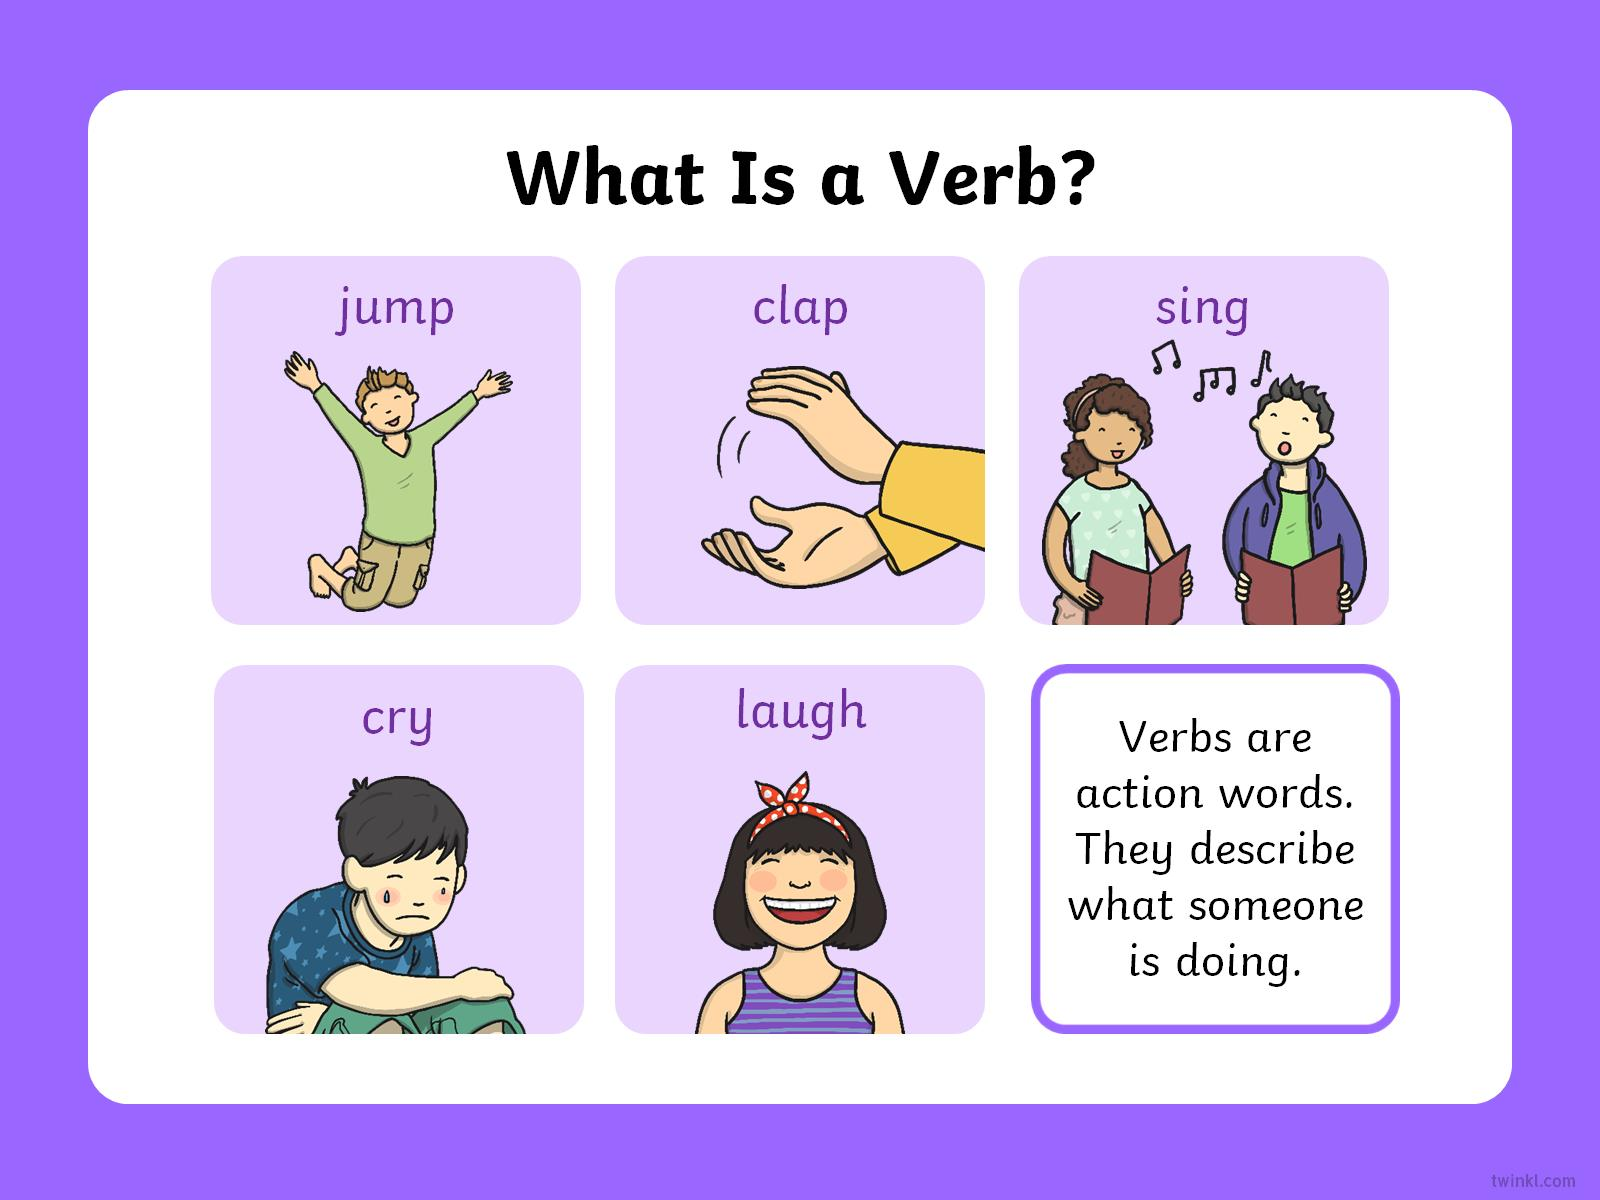 What Is a Verb?
jump
clap
sing
cry
laugh
Verbs are
action words.
They describe
what someone
is doing.
twinkl.com